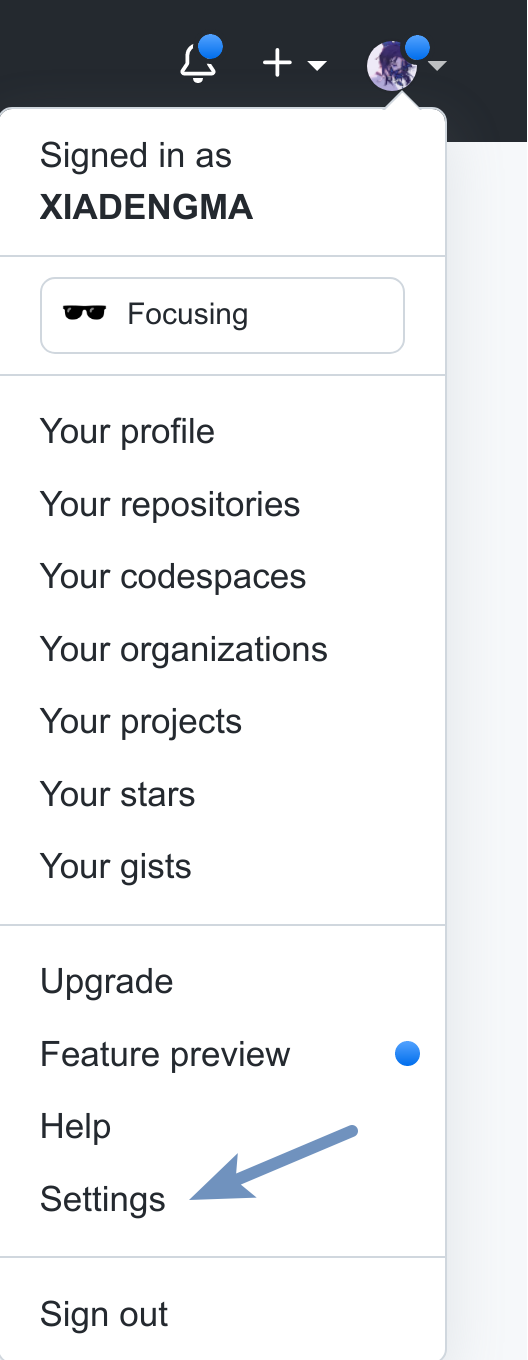 Signed in as
XIADENGMA
🕶️ Focusing
Your profile
Your repositories
Your codespaces
Your organizations
Your projects
Your stars
Your gists
Upgrade
Feature preview
Help
Settings
Sign out